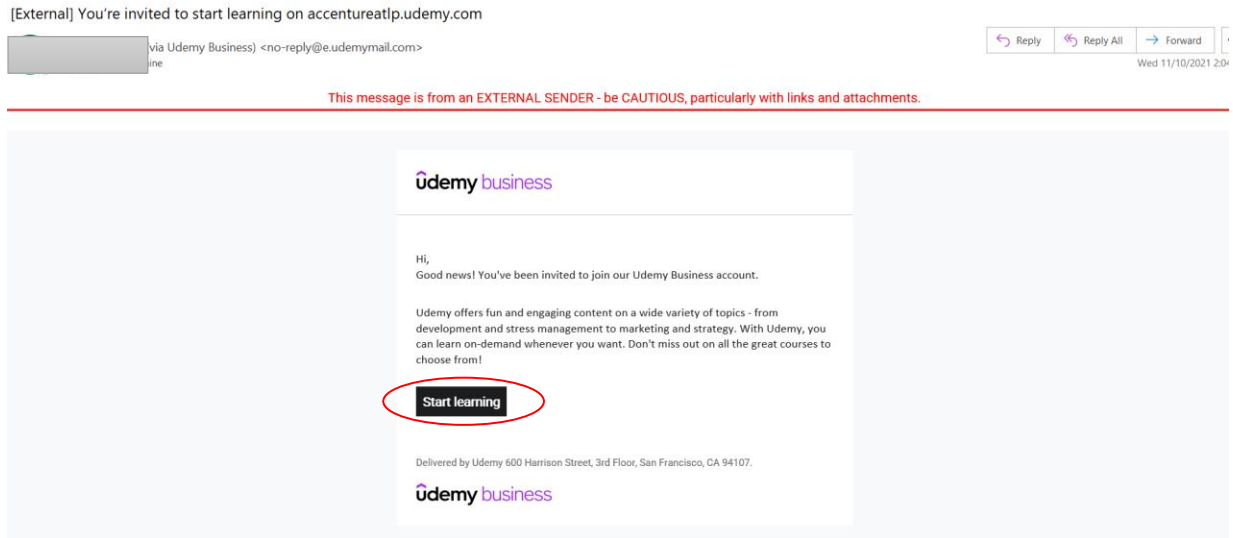 [External] You're invited to start learning on accentureatlp.udemy.com
via Udemy Business) <no-reply@e.udemymail.com>
Reply Reply All Forward
Wed 11/10/2021
This message is from an EXTERNAL SENDER - be CAUTIOUS, particularly with links and attachments.
ûdemy business
Hi,
Good news! You've been invited to join our Udemy Business account.
Udemy offers fun and engaging content on a wide variety of topics - from
development and stress management to marketing and strategy. With Udemy, you
can learn on-demand whenever you want. Don't miss out on all the great courses to
choose from!
Start learning
Delivered by Udemy 600 Harrison Street, 3rd Floor, San Francisco, CA 94107.
ûdemy business